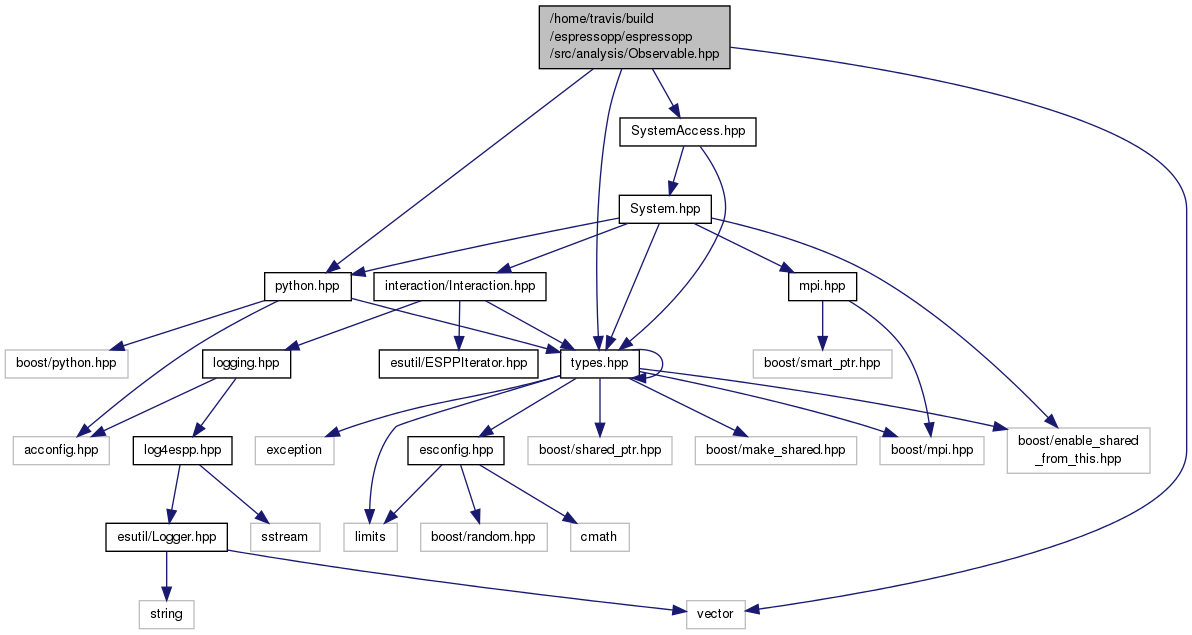 /home/travis/build
/espressopp/espressopp
/src/analysis/Observable.hpp
SystemAccess.hpp
System.hpp
python.hpp
interaction/Interaction.hpp
mpi.hpp
boost/python.hpp
logging.hpp
esutil/ESPPIterator.hpp
types.hpp
boost/smart_ptr.hpp
acconfig.hpp
log4espp.hpp
exception
esconfig.hpp
boost/shared_ptr.hpp
boost/make_shared.hpp
boost/mpi.hpp
boost/enable_shared
_from_this.hpp
esutil/Logger.hpp
sstream
limits
boost/random.hpp
cmath
string
vector